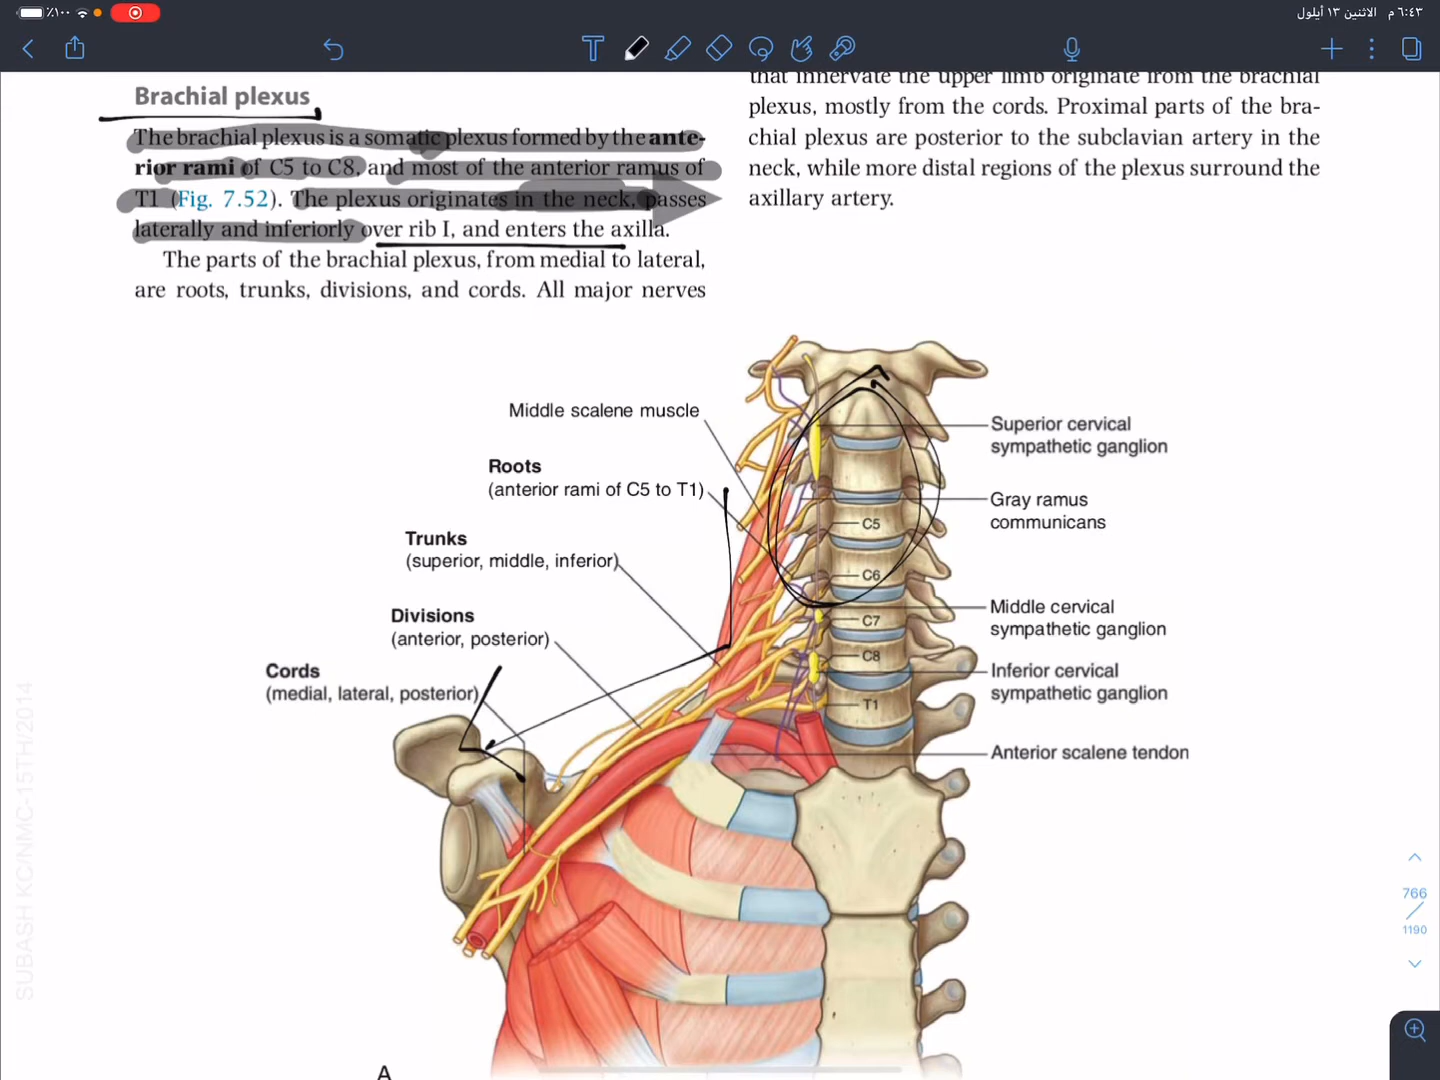 ٪١٠٠
٦:٤٣ م الاثنين ١٣ أيلول
Brachial plexus
The brachial plexus is a somatic plexus formed by the ante-
rior rami of C5 to C8, and most of the anterior ramus of
T1 (Fig. 7.52). The plexus originates in the neck, passes
laterally and inferiorly over rib I, and enters the axilla.
The parts of the brachial plexus, from medial to lateral,
are roots, trunks, divisions, and cords. All major nerves
that innervate the upper limb originate from the brachial
plexus, mostly from the cords. Proximal parts of the bra-
chial plexus are posterior to the subclavian artery in the
neck, while more distal regions of the plexus surround the
axillary artery.
Middle scalene muscle
Roots
(anterior rami of C5 to T1)
Trunks
(superior, middle, inferior)
Divisions
(anterior, posterior)
Cords
(medial, lateral, posterior)
C5
C6
C7
C8
T1
Superior cervical
sympathetic ganglion
Gray ramus
communicans
Middle cervical
sympathetic ganglion
Inferior cervical
sympathetic ganglion
Anterior scalene tendon
A
766
1190
SUBASH KC/NMC-15TH/2014